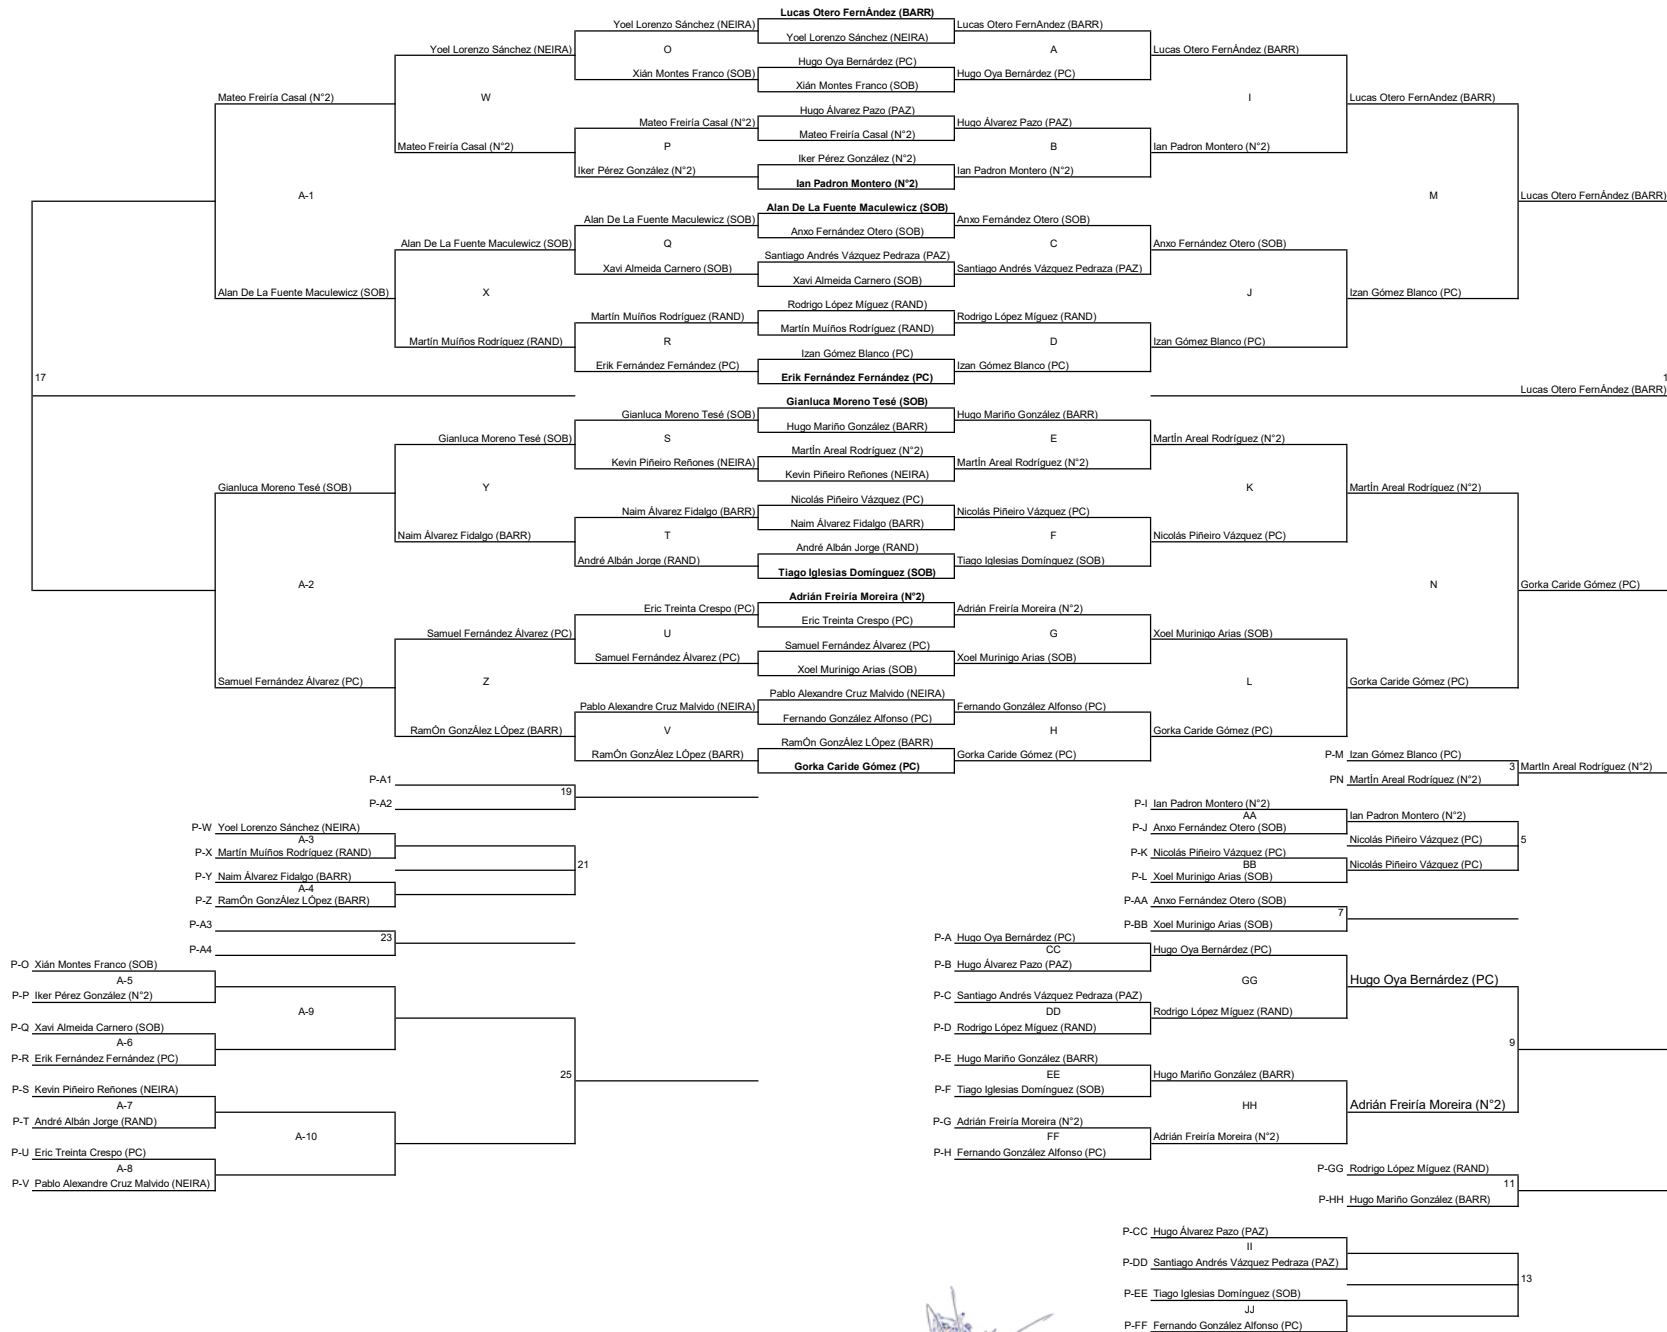 Lucas Otero FernÁndez (BARR)
Yoel Lorenzo Sánchez (NEIRA)
Lucas Otero FernÁndez (BARR)
Yoel Lorenzo Sánchez (NEIRA)
Yoel Lorenzo Sánchez (NEIRA)
O
A
Lucas Otero FernÁndez (BARR)
Hugo Oya Bernárdez (PC)
Xián Montes Franco (SOB)
Hugo Oya Bernárdez (PC)
Xián Montes Franco (SOB)
Mateo Freiría Casal (N°2)
W
I
Lucas Otero FernÁndez (BARR)
Hugo Álvarez Pazo (PAZ)
Mateo Freiría Casal (N°2)
Hugo Álvarez Pazo (PAZ)
Mateo Freiría Casal (N°2)
Mateo Freiría Casal (N°2)
P
B
Ian Padron Montero (N°2)
Iker Pérez González (N°2)
Iker Pérez González (N°2)
Ian Padron Montero (N°2)
Ian Padron Montero (N°2)
A-1
M
Lucas Otero FernÁndez (BARR)
Alan De La Fuente Maculewicz (SOB)
Alan De La Fuente Maculewicz (SOB)
Anxo Fernández Otero (SOB)
Anxo Fernández Otero (SOB)
Alan De La Fuente Maculewicz (SOB)
Q
C
Anxo Fernández Otero (SOB)
Santiago Andrés Vázquez Pedraza (PAZ)
Xavi Almeida Carnero (SOB)
Santiago Andrés Vázquez Pedraza (PAZ)
Xavi Almeida Carnero (SOB)
Alan De La Fuente Maculewicz (SOB)
X
J
Izan Gómez Blanco (PC)
Rodrigo López Míguez (RAND)
Martín Muíños Rodríguez (RAND)
Rodrigo López Míguez (RAND)
Martín Muíños Rodríguez (RAND)
Martín Muíños Rodríguez (RAND)
R
D
Izan Gómez Blanco (PC)
Izan Gómez Blanco (PC)
Erik Fernández Fernández (PC)
Izan Gómez Blanco (PC)
Erik Fernández Fernández (PC)
17
1
Lucas Otero FernÁndez (BARR)
Gianluca Moreno Tesé (SOB)
Gianluca Moreno Tesé (SOB)
Hugo Mariño González (BARR)
Hugo Mariño González (BARR)
Gianluca Moreno Tesé (SOB)
S
E
MartÍn Areal Rodríguez (N°2)
MartÍn Areal Rodríguez (N°2)
Kevin Piñeiro Reñones (NEIRA)
MartÍn Areal Rodríguez (N°2)
Kevin Piñeiro Reñones (NEIRA)
Gianluca Moreno Tesé (SOB)
Y
K
MartÍn Areal Rodríguez (N°2)
Nicolás Piñeiro Vázquez (PC)
Naim Álvarez Fidalgo (BARR)
Nicolás Piñeiro Vázquez (PC)
Naim Álvarez Fidalgo (BARR)
Naim Álvarez Fidalgo (BARR)
T
F
Nicolás Piñeiro Vázquez (PC)
André Albán Jorge (RAND)
André Albán Jorge (RAND)
Tiago Iglesias Domínguez (SOB)
Tiago Iglesias Domínguez (SOB)
A-2
N
Gorka Caride Gómez (PC)
Adrián Freiría Moreira (N°2)
Eric Treinta Crespo (PC)
Adrián Freiría Moreira (N°2)
Eric Treinta Crespo (PC)
Samuel Fernández Álvarez (PC)
U
G
Xoel Murinigo Arias (SOB)
Samuel Fernández Álvarez (PC)
Samuel Fernández Álvarez (PC)
Xoel Murinigo Arias (SOB)
Xoel Murinigo Arias (SOB)
Samuel Fernández Álvarez (PC)
Z
L
Gorka Caride Gómez (PC)
Pablo Alexandre Cruz Malvido (NEIRA)
Pablo Alexandre Cruz Malvido (NEIRA)
Fernando González Alfonso (PC)
Fernando González Alfonso (PC)
RamÓn GonzÁlez LÓpez (BARR)
V
H
Gorka Caride Gómez (PC)
RamÓn GonzÁlez LÓpez (BARR)
RamÓn GonzÁlez LÓpez (BARR)
Gorka Caride Gómez (PC)
Gorka Caride Gómez (PC)
P-M Izan Gómez Blanco (PC)
3 MartÍn Areal Rodríguez (N°2)
PN MartÍn Areal Rodríguez (N°2)
P-A1
19
P-A2
P-I Ian Padron Montero (N°2)
AA
Ian Padron Montero (N°2)
P-J Anxo Fernández Otero (SOB)
Nicolás Piñeiro Vázquez (PC) 5
P-K Nicolás Piñeiro Vázquez (PC)
BB
Nicolás Piñeiro Vázquez (PC)
P-L Xoel Murinigo Arias (SOB)
P-W Yoel Lorenzo Sánchez (NEIRA)
A-3
P-X Martín Muíños Rodríguez (RAND)
21
P-Y Naim Álvarez Fidalgo (BARR)
A-4
P-Z RamÓn GonzÁlez LÓpez (BARR)
P-AA Anxo Fernández Otero (SOB)
7
P-BB Xoel Murinigo Arias (SOB)
P-A3
23
P-A4
P-A Hugo Oya Bernárdez (PC)
CC
Hugo Oya Bernárdez (PC)
P-B Hugo Álvarez Pazo (PAZ)
GG
Hugo Oya Bernárdez (PC)
P-C Santiago Andrés Vázquez Pedraza (PAZ)
DD
Rodrigo López Míguez (RAND)
P-D Rodrigo López Míguez (RAND)
9
P-E Hugo Mariño González (BARR)
EE
Hugo Mariño González (BARR)
P-F Tiago Iglesias Domínguez (SOB)
HH
Adrián Freiría Moreira (N°2)
P-G Adrián Freiría Moreira (N°2)
FF
Adrián Freiría Moreira (N°2)
P-H Fernando González Alfonso (PC)
P-O Xián Montes Franco (SOB)
A-5
P-P Iker Pérez González (N°2)
A-9
P-Q Xavi Almeida Carnero (SOB)
A-6
P-R Erik Fernández Fernández (PC)
25
P-S Kevin Piñeiro Reñones (NEIRA)
A-7
P-T André Albán Jorge (RAND)
A-10
P-U Eric Treinta Crespo (PC)
A-8
P-V Pablo Alexandre Cruz Malvido (NEIRA)
P-GG Rodrigo López Míguez (RAND)
11
P-HH Hugo Mariño González (BARR)
P-CC Hugo Álvarez Pazo (PAZ)
II
P-DD Santiago Andrés Vázquez Pedraza (PAZ)
13
P-EE Tiago Iglesias Domínguez (SOB)
JJ
P-FF Fernando González Alfonso (PC)